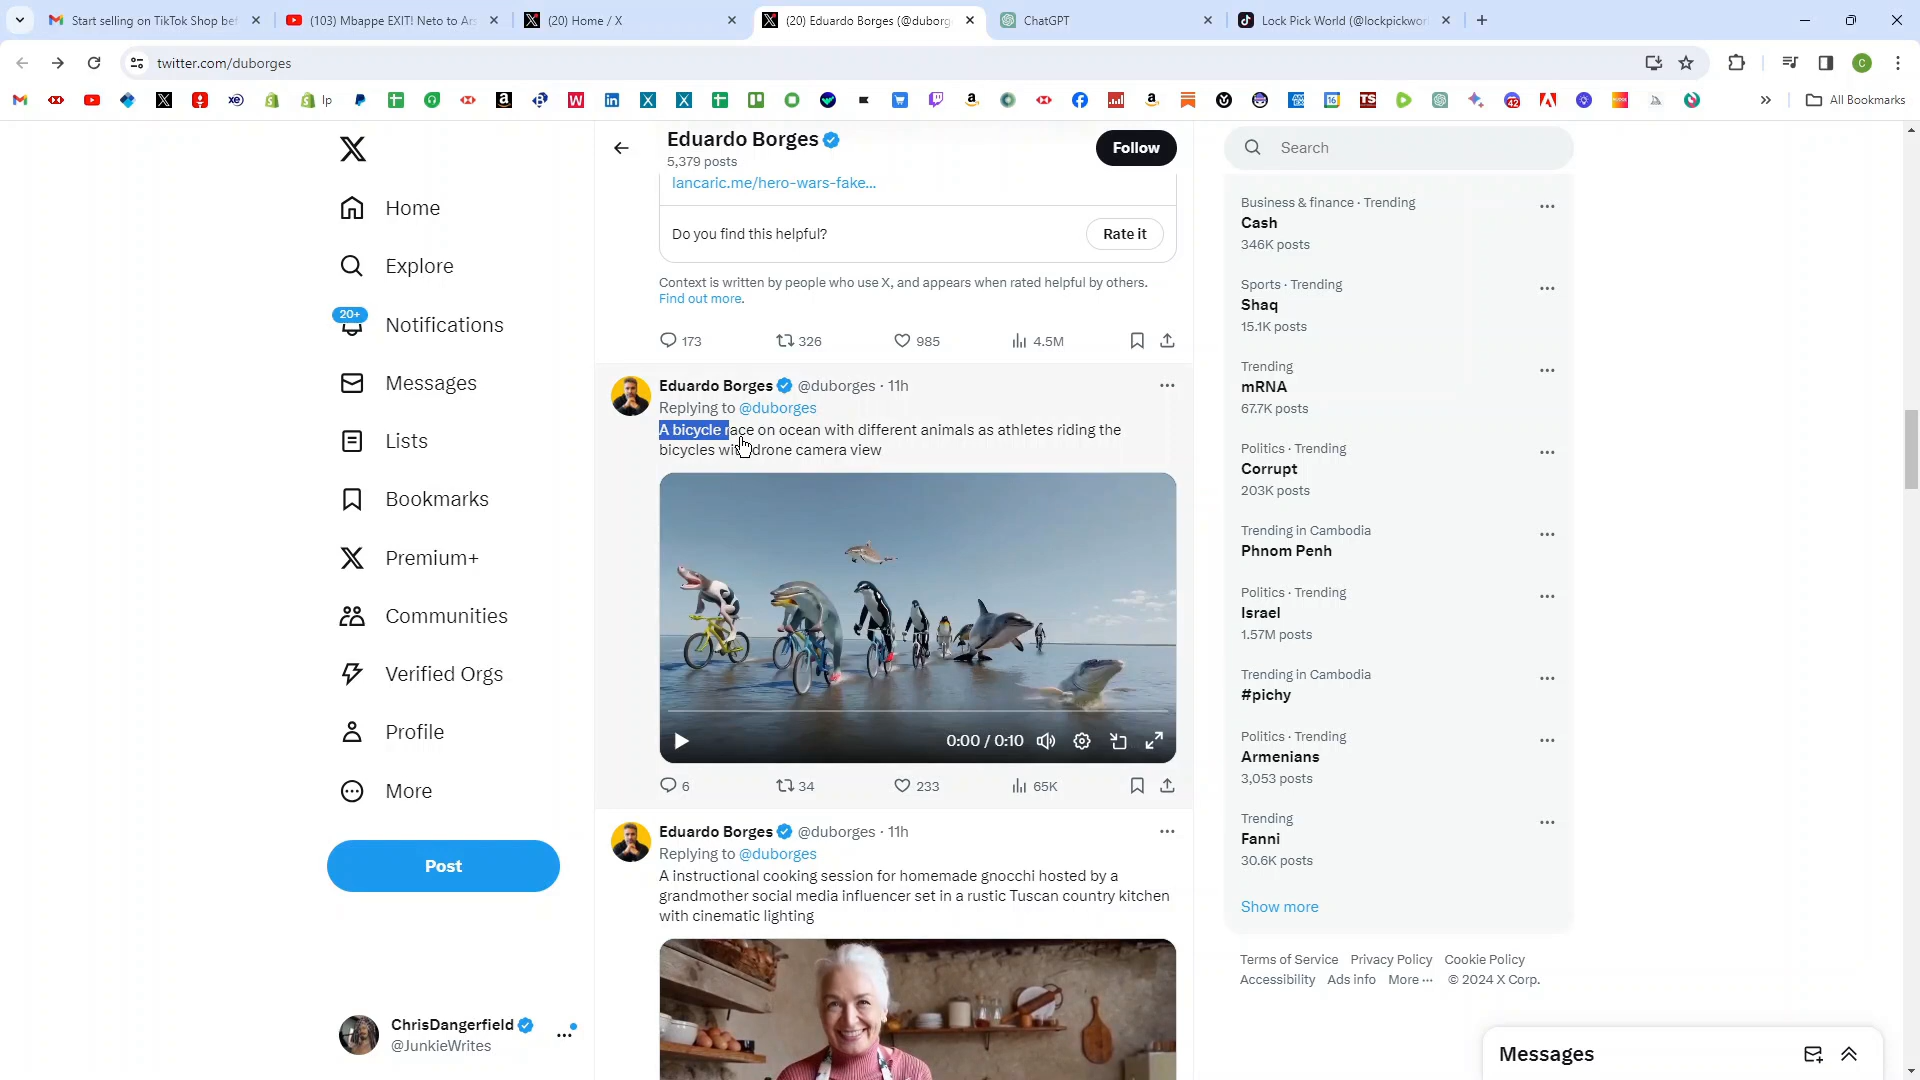 Start selling on TikTok Shop be
(103) Mbappe EXIT! Neto to Ars
(20) Home / X
(20) Eduardo Borges (@duborg
ChatGPT
Lock Pick World (@lockpickwor
twitter.com/duborges
C
lp
All Bookmarks
Home
Explore
20+
Notifications
Messages
Lists
Bookmarks
Premium+
Communities
Verified Orgs
Profile
More
Post
ChrisDangerfield
@JunkieWrites
Eduardo Borges
5,379 posts
Follow
lancaric.me/hero-wars-fake...
Do you find this helpful?
Rate it
Context is written by people who use X, and appears when rated helpful by others.
Find out more.
173
326
985
4.5M
Eduardo Borges @duborges · 11h
Replying to @duborges
A bicycle race on ocean with different animals as athletes riding the
bicycles with drone camera view
0:00 / 0:10
6
34
233
65K
Eduardo Borges @duborges · 11h
Replying to @duborges
A instructional cooking session for homemade gnocchi hosted by a
grandmother social media influencer set in a rustic Tuscan country kitchen
with cinematic lighting
Search
Business & finance · Trending
Cash
346K posts
Sports · Trending
Shaq
15.1K posts
Trending
mRNA
67.7K posts
Politics · Trending
Corrupt
203K posts
Trending in Cambodia
Phnom Penh
Politics · Trending
Israel
1.57M posts
Trending in Cambodia
#pichy
Politics · Trending
Armenians
3,053 posts
Trending
Fanni
30.6K posts
Show more
Terms of Service Privacy Policy Cookie Policy
Accessibility Ads info More ··· © 2024 X Corp.
Messages